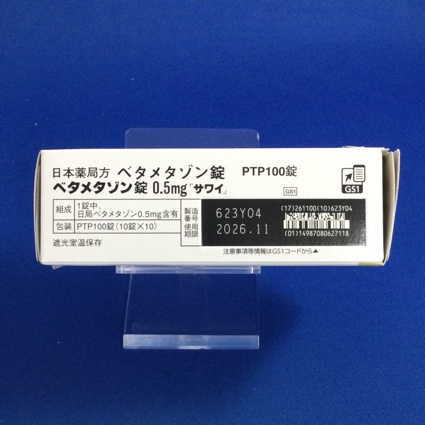 日本薬局方 ベタメタゾン錠 PTP100錠
ベタメタゾン錠 0.5mg「サワイ」
GS1
GS1
組成 1錠中、
日局ベタメタゾン0.5mg含有
包装 PTP100錠(10錠×10)
遮光室温保存
製造番号 623Y04
使用期限 2026.11
(17)261100(10)623Y04
(01)14987080627118
注意事項等情報はGS1コードから▲